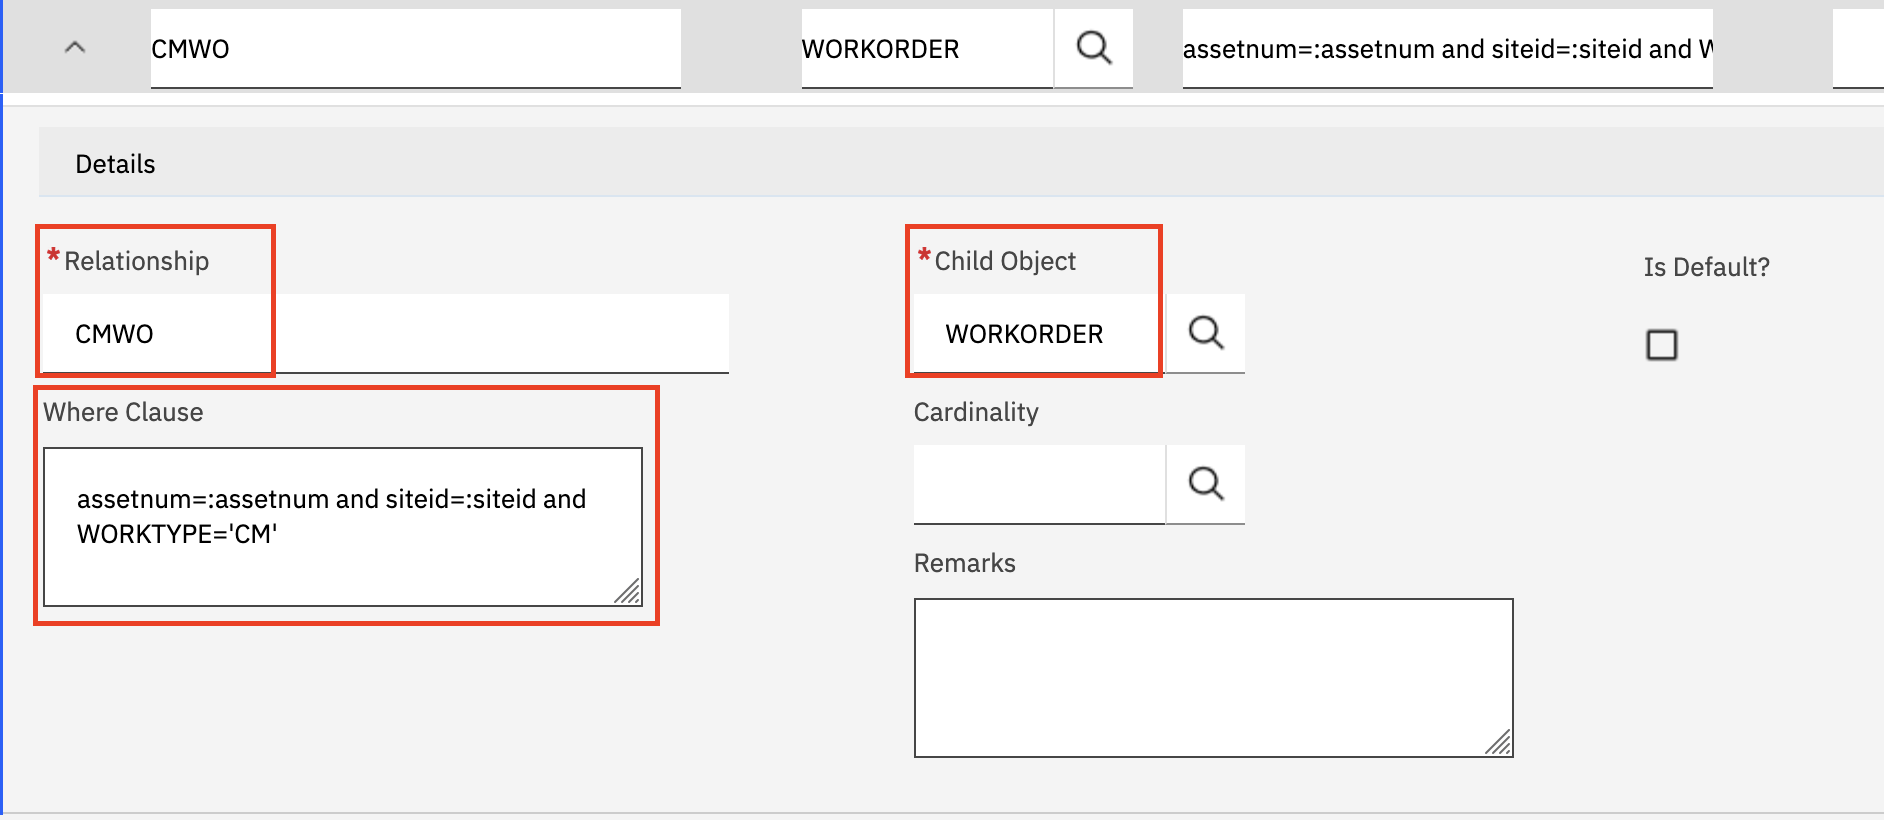 CMWO
WORKORDER
assetnum=:assetnum and siteid=:siteid and
Details
*Relationship
*Child Object
Is Default?
CMWO
WORKORDER
Where Clause
Cardinality
assetnum=:assetnum and siteid=:siteid and
WORKTYPE='CM'
Remarks